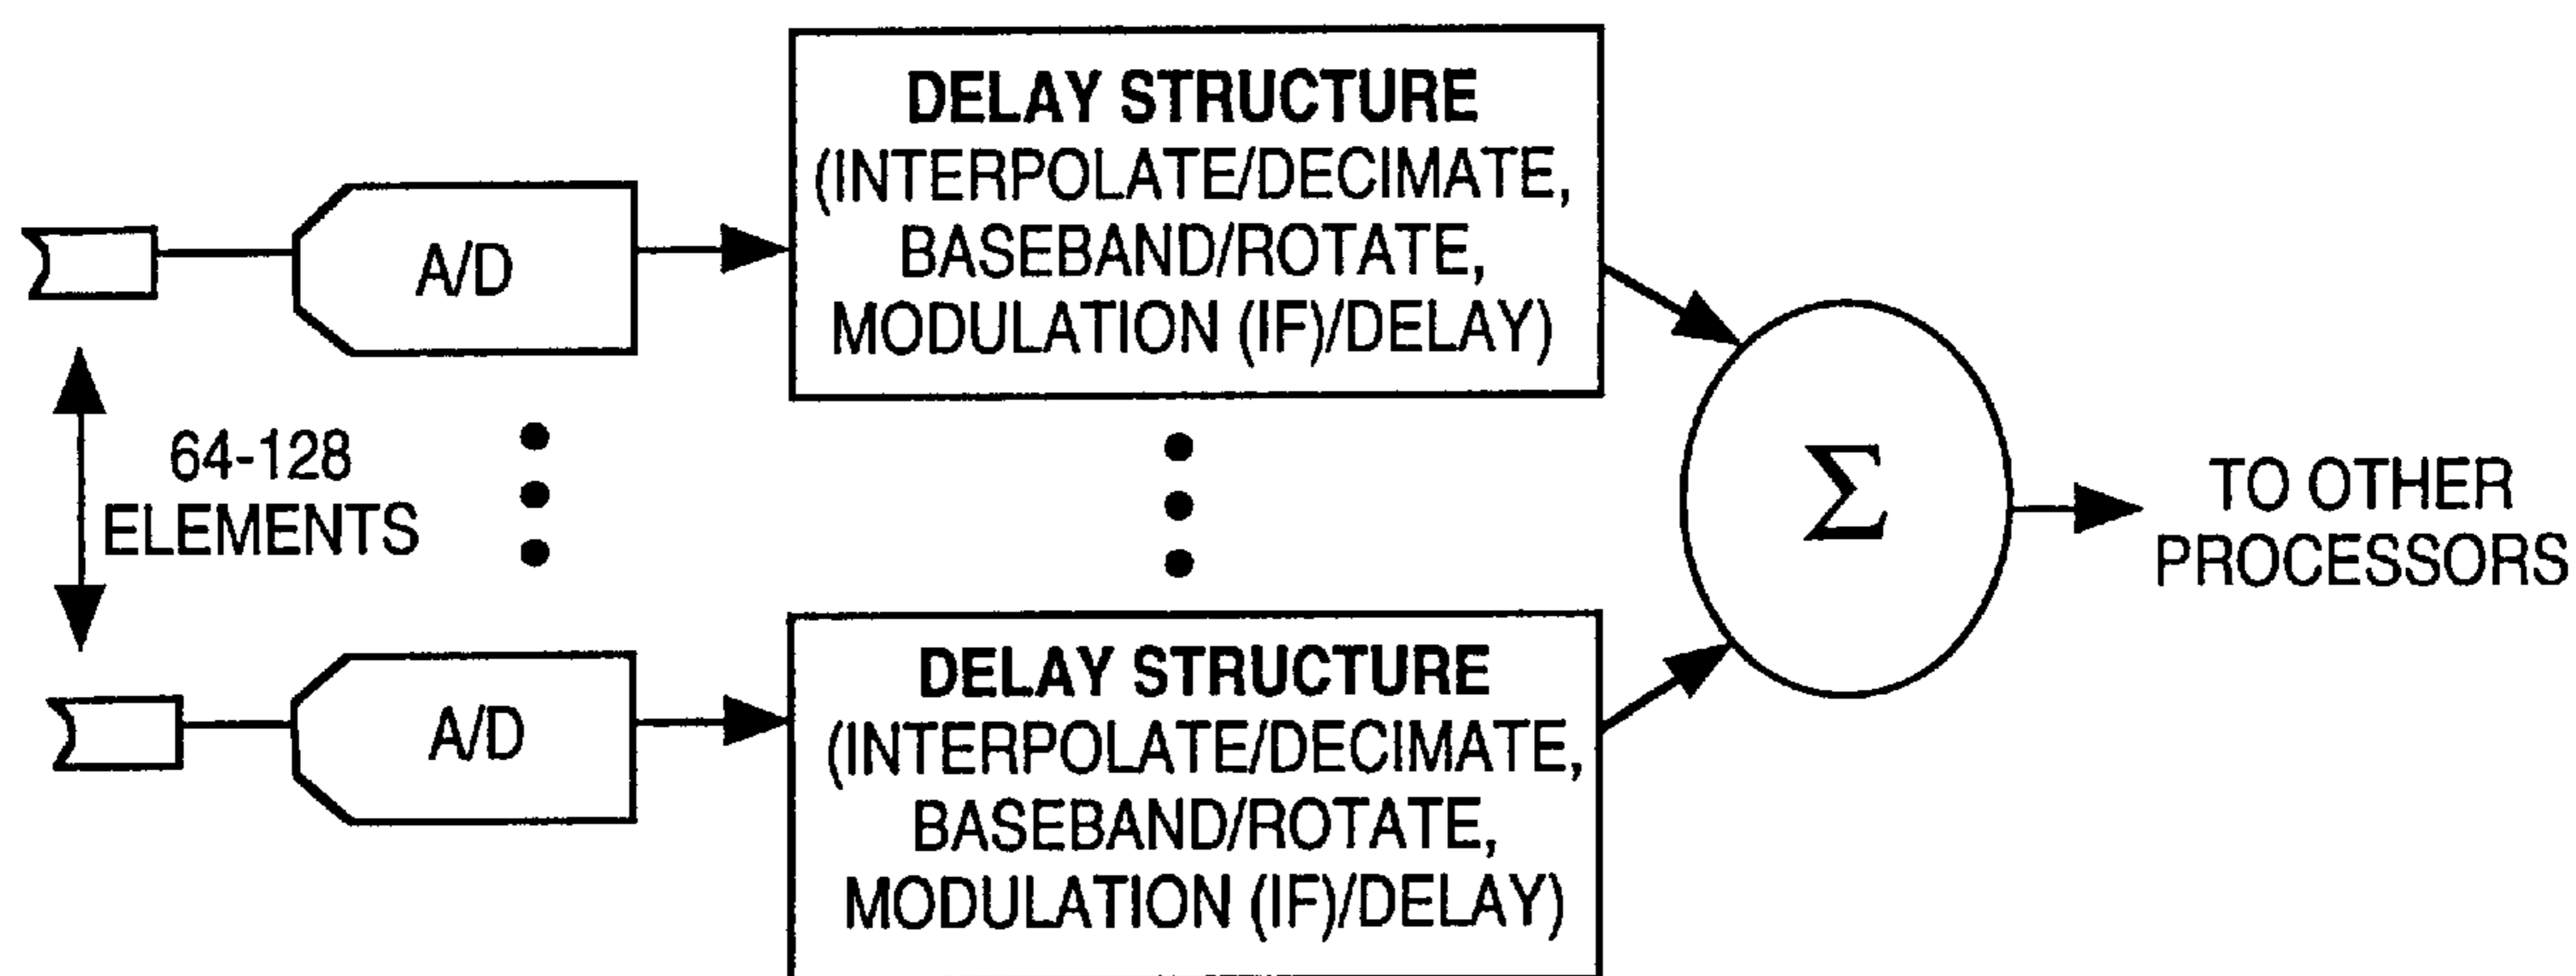 DELAY STRUCTURE
(INTERPOLATE/DECIMATE,
BASEBAND/ROTATE,
MODULATION (IF)/DELAY)
A/D
64-128
ELEMENTS
Σ
TO OTHER
PROCESSORS
DELAY STRUCTURE
(INTERPOLATE/DECIMATE,
BASEBAND/ROTATE,
MODULATION (IF)/DELAY)
A/D